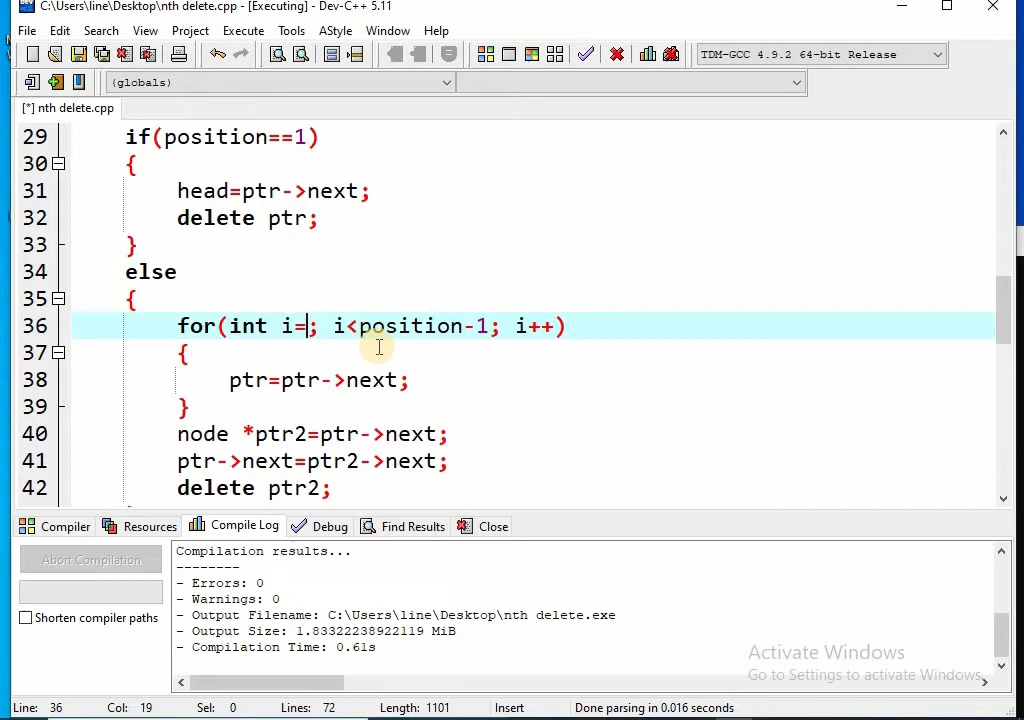 C:\Users\line\Desktop\nth delete.cpp - [Executing] - Dev-C++ 5.11
File Edit Search View Project Execute Tools AStyle Window Help
TDM-GCC 4.9.2 64-bit Release
(globals)
[*] nth delete.cpp
29 if(position==1)
30 {
31 head=ptr->next;
32 delete ptr;
33 }
34 else
35 {
36 for(int i=; i<position-1; i++)
37 {
38 ptr=ptr->next;
39 }
40 node *ptr2=ptr->next;
41 ptr->next=ptr2->next;
42 delete ptr2;
Compiler Resources Compile Log Debug Find Results Close
Abort Compilation
Shorten compiler paths
Compilation results...
--------
- Errors: 0
- Warnings: 0
- Output Filename: C:\Users\line\Desktop\nth delete.exe
- Output Size: 1.83322238922119 MiB
- Compilation Time: 0.61s
Activate Windows
Go to Settings to activate Windows.
Line: 36 Col: 19 Sel: 0 Lines: 72 Length: 1101 Insert Done parsing in 0.016 seconds